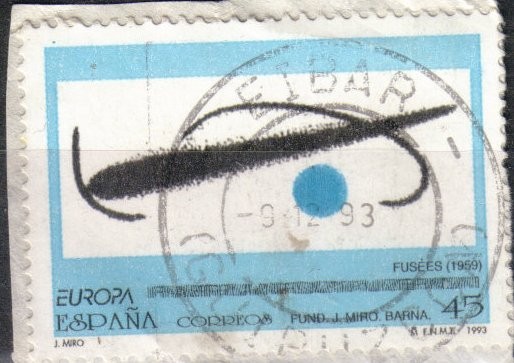 EIBAR
-9.12 93
FUSÉES (1959)
EUROPA
ESPAÑA CORREOS FUND. J. MIRO. BARNA. 45
J. MIRO F.N.M.T. 1993